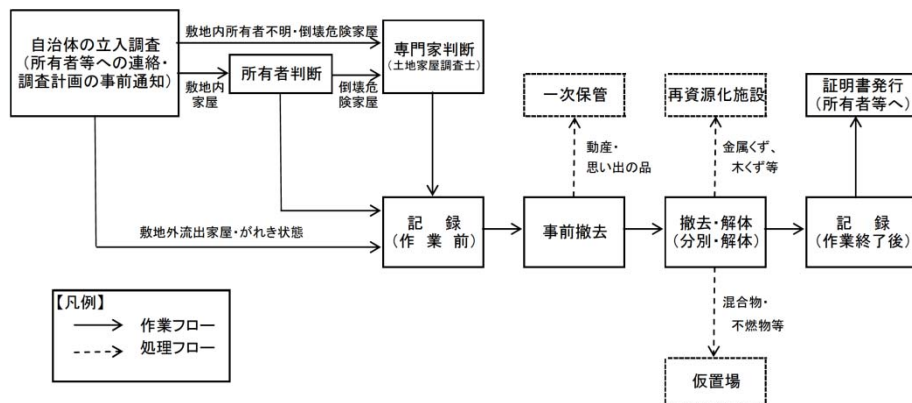 敷地内所有者不明・倒壊危険家屋
自治体の立入調査
(所有者等への連絡・
調査計画の事前通知)
敷地内
家屋
所有者判断
倒壊危
険家屋
専門家判断
(土地家屋調査士)
一次保管
再資源化施設
証明書発行
(所有者等へ)
動産・
思い出の品
金属くず、
木くず等
敷地外流出家屋・がれき状態
記 録
(作 業 前)
事前撤去
撤去・解体
(分別・解体)
記 録
(作業終了後)
混合物・
不燃物等
仮置場
【凡例】
作業フロー
処理フロー